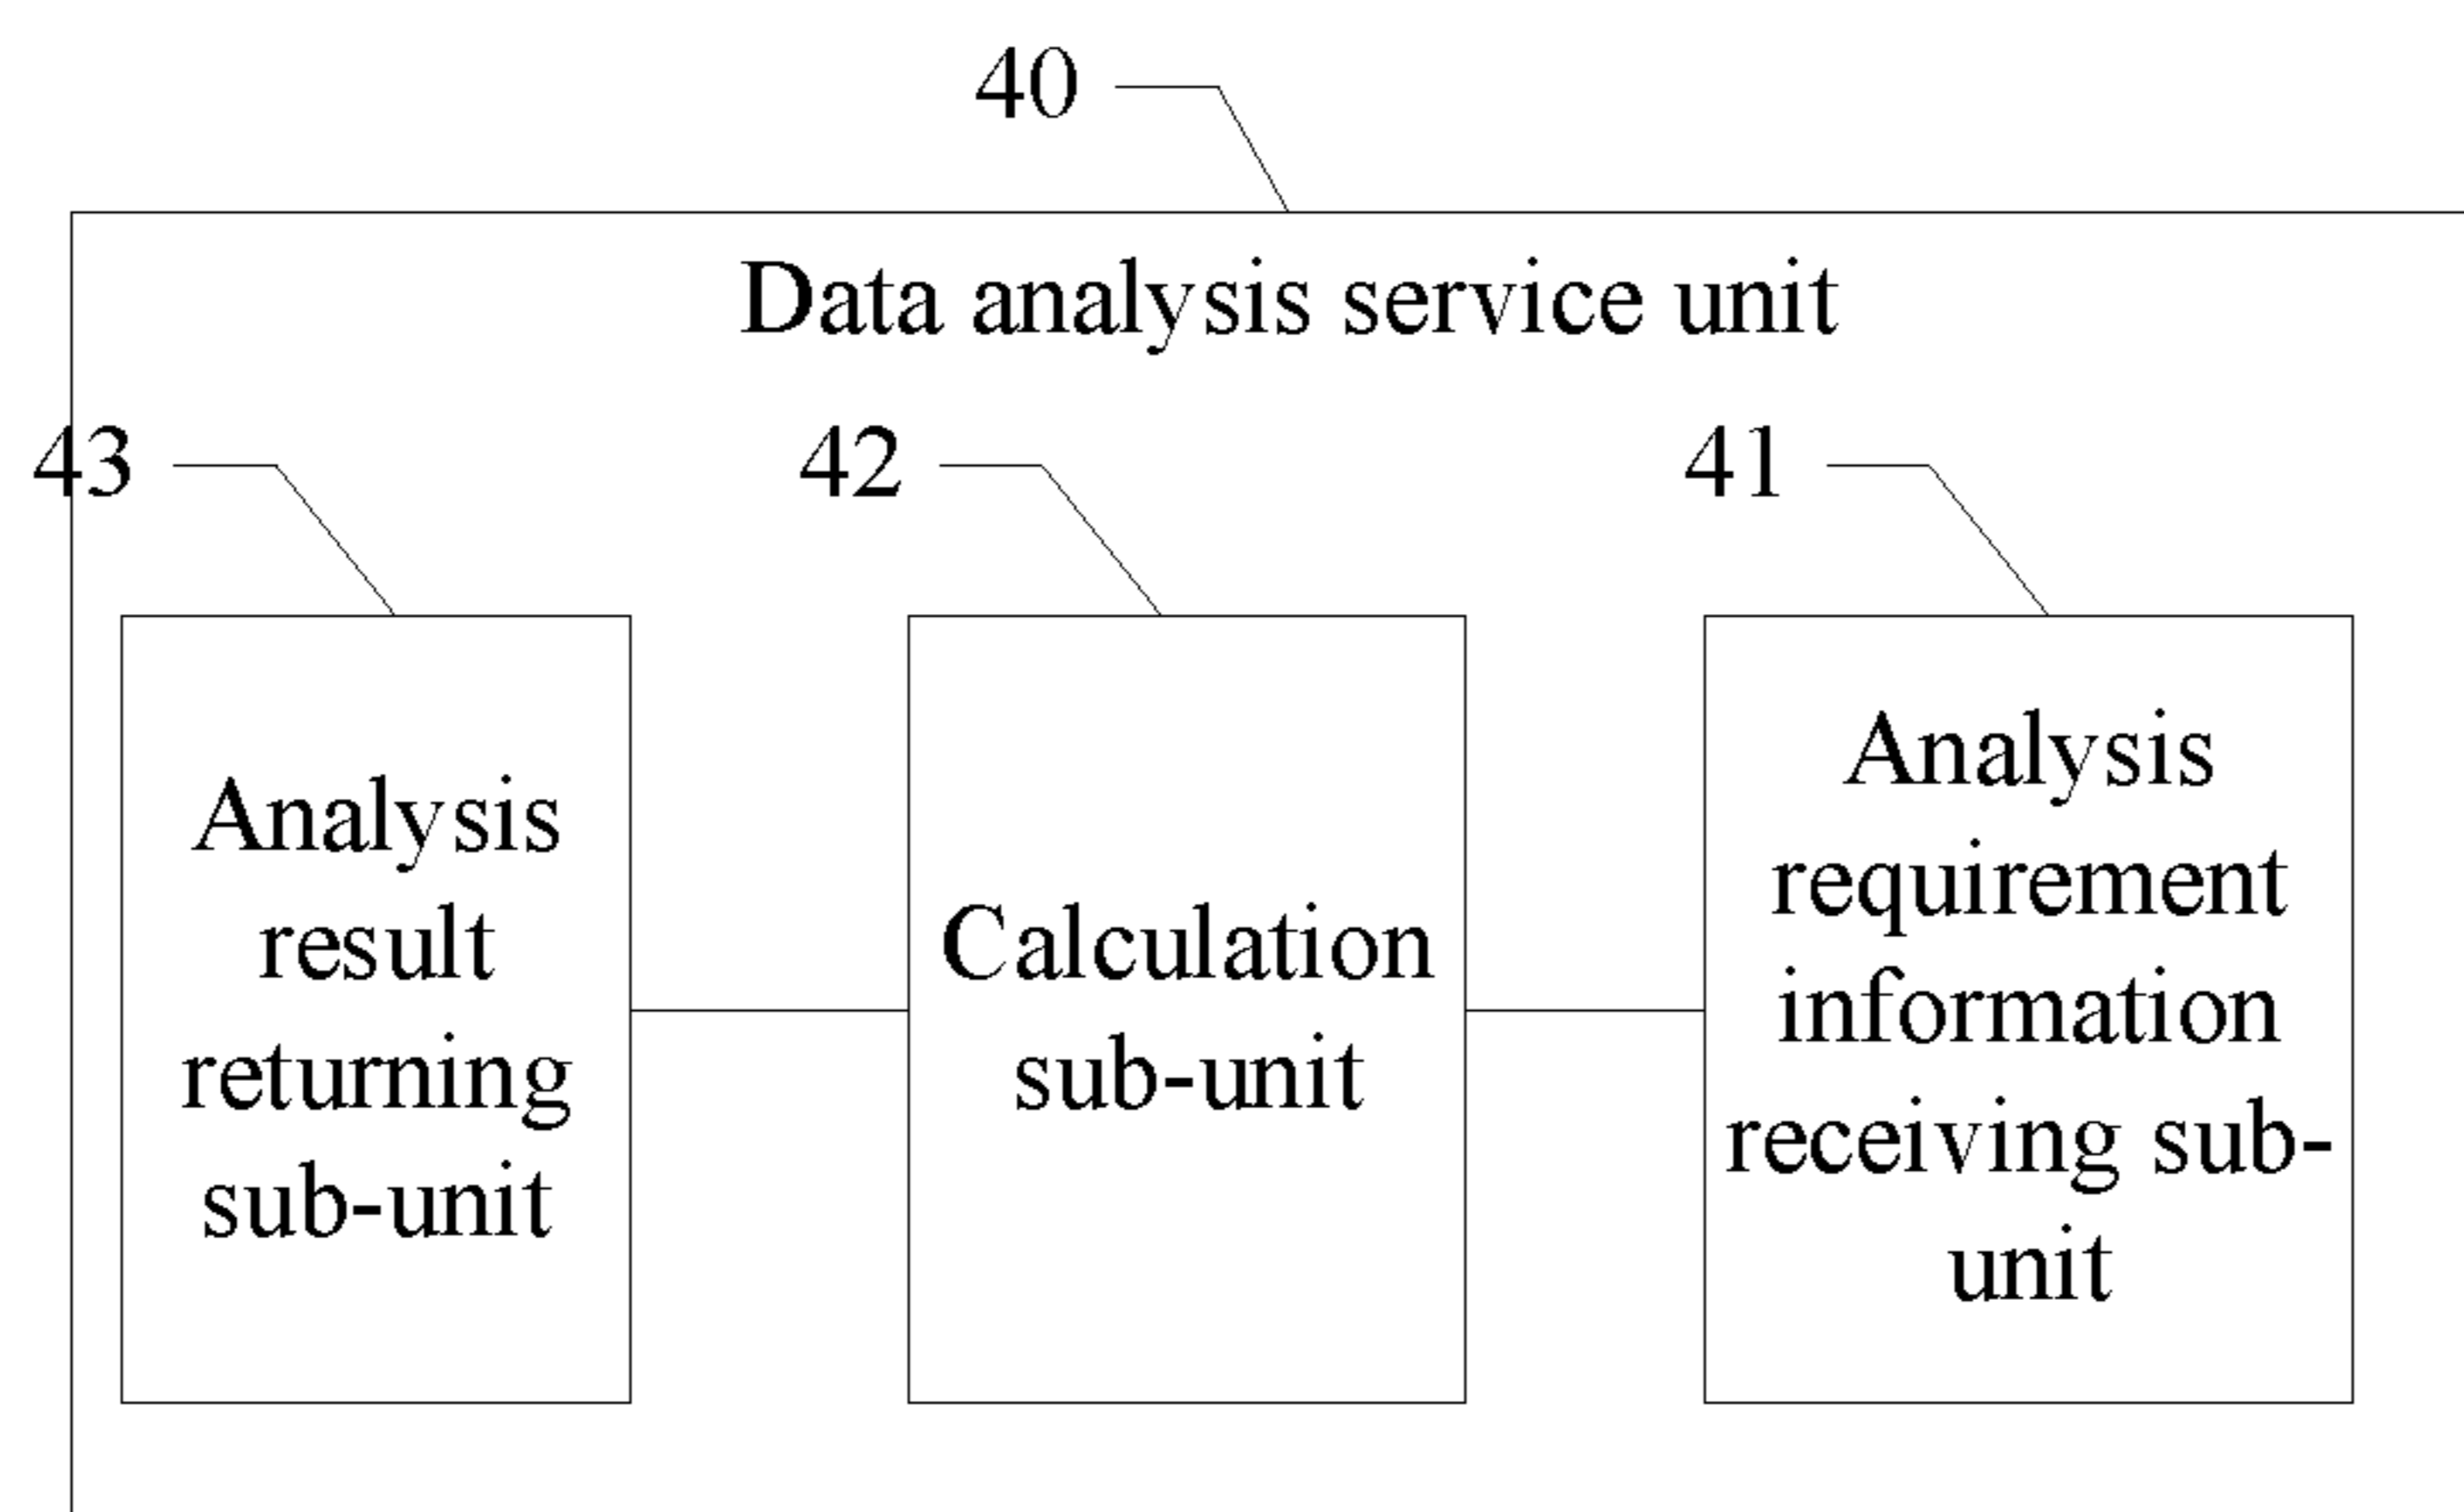 40
Data analysis service unit
43
42
41
Analysis
result
returning
sub-unit
Calculation
sub-unit
Analysis
requirement
information
receiving sub-
unit